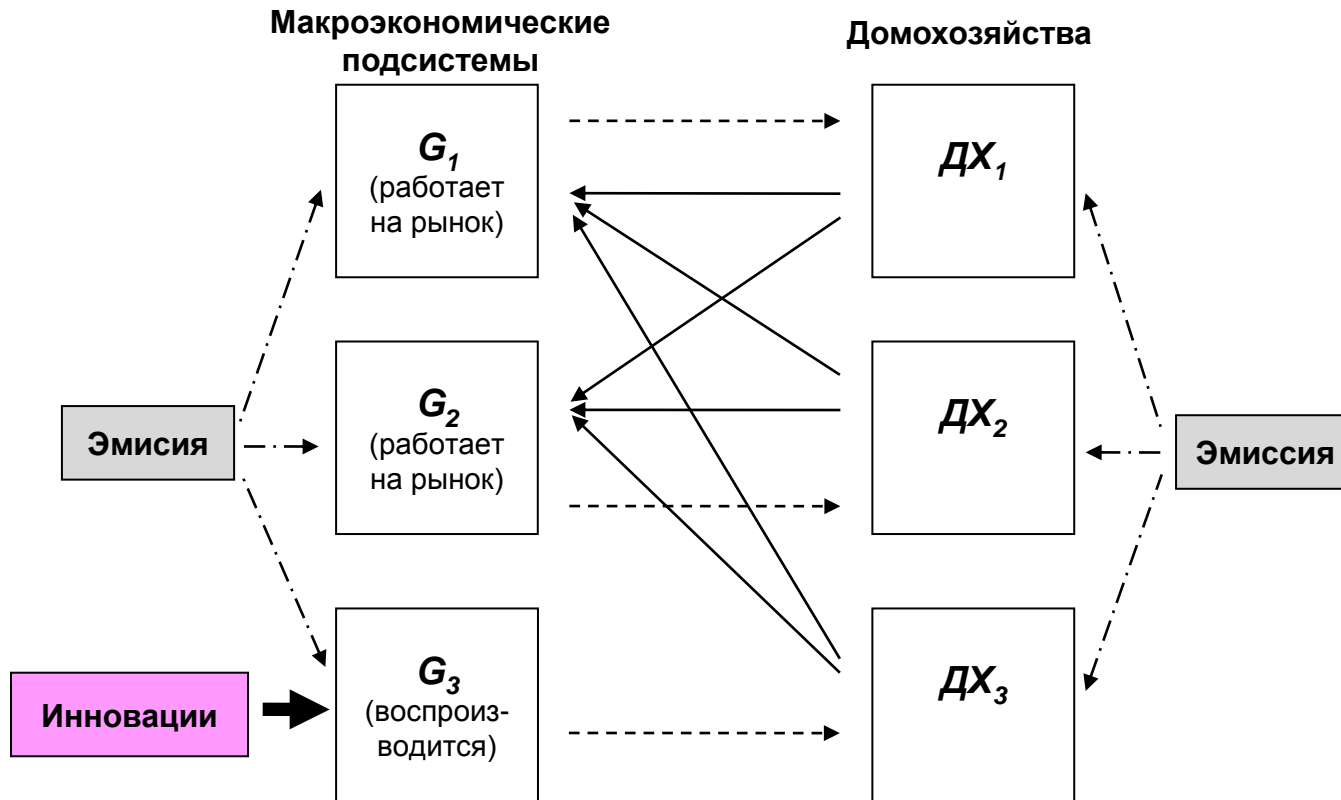 Макроэкономические
подсистемы
Домохозяйства
G1
(работает
на рынок)
ДХ1
Эмисия
G2
(работает
на рынок)
ДХ2
Эмиссия
Инновации
G3
(воспроиз-
водится)
ДХ3